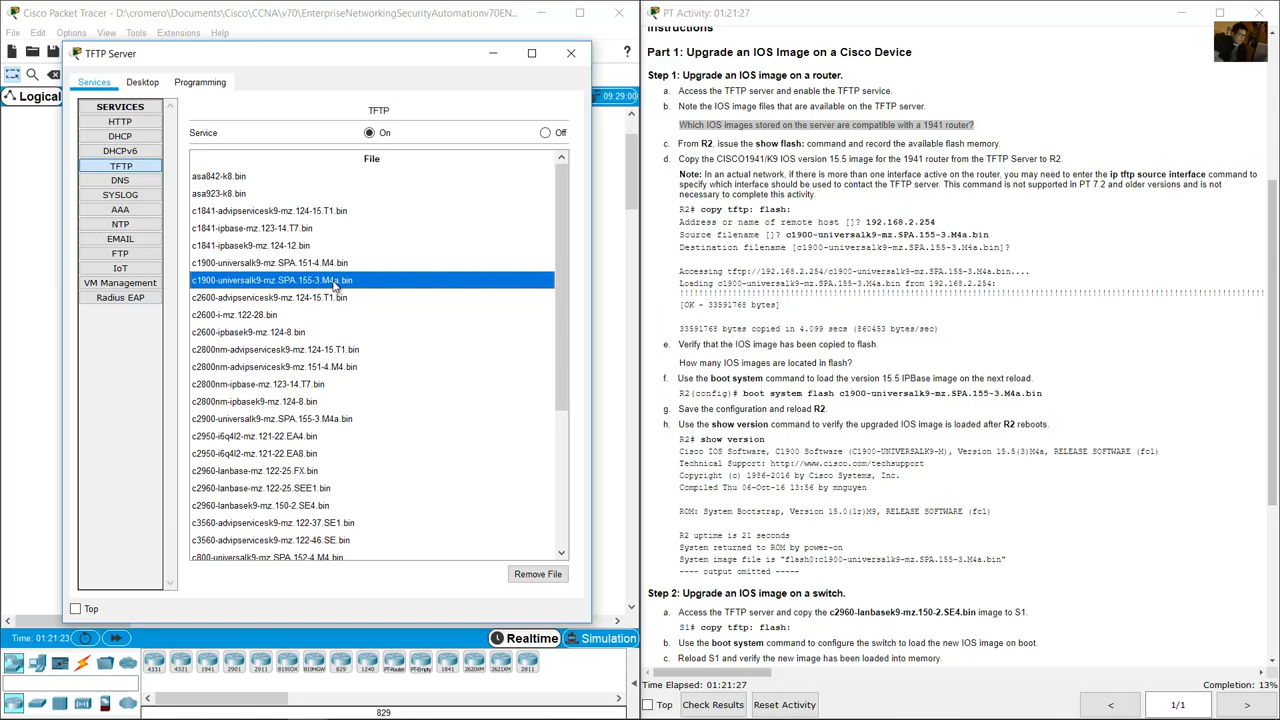 Cisco Packet Tracer - D:\cromero\Documents\Cisco\CCNA\v70\EnterpriseNetworkingSecurityAutomationv70EN...
File Edit Options View Tools Extensions Help
Logical
09:29:00
TFTP Server
Services Desktop Programming
SERVICES
HTTP
DHCP
DHCPv6
TFTP
DNS
SYSLOG
AAA
NTP
EMAIL
FTP
IoT
VM Management
Radius EAP
TFTP
Service On Off
File
asa842-k8.bin
asa923-k8.bin
c1841-advipservicesk9-mz.124-15.T1.bin
c1841-ipbase-mz.123-14.T7.bin
c1841-ipbasek9-mz.124-12.bin
c1900-universalk9-mz.SPA.151-4.M4.bin
c1900-universalk9-mz.SPA.155-3.M4a.bin
c2600-advipservicesk9-mz.124-15.T1.bin
c2600-i-mz.122-28.bin
c2600-ipbasek9-mz.124-8.bin
c2800nm-advipservicesk9-mz.124-15.T1.bin
c2800nm-advipservicesk9-mz.151-4.M4.bin
c2800nm-ipbase-mz.123-14.T7.bin
c2800nm-ipbasek9-mz.124-8.bin
c2900-universalk9-mz.SPA.155-3.M4a.bin
c2950-i6q4l2-mz.121-22.EA4.bin
c2950-i6q4l2-mz.121-22.EA8.bin
c2960-lanbase-mz.122-25.FX.bin
c2960-lanbase-mz.122-25.SEE1.bin
c2960-lanbasek9-mz.150-2.SE4.bin
c3560-advipservicesk9-mz.122-37.SE1.bin
c3560-advipservicesk9-mz.122-46.SE.bin
c800-universalk9-mz.SPA.152-4.M4.bin
Remove File
Top
Time: 01:21:23
Realtime Simulation
4331 4321 1941 2901 2911 819IOX 819HGW 829 1240 PT-Router PT-Empty 1841 2620XM 2621XM 2811
829
PT Activity: 01:21:27
Instructions
Part 1: Upgrade an IOS Image on a Cisco Device
Step 1: Upgrade an IOS image on a router.
a. Access the TFTP server and enable the TFTP service.
b. Note the IOS image files that are available on the TFTP server.
Which IOS images stored on the server are compatible with a 1941 router?
c. From R2, issue the show flash: command and record the available flash memory.
d. Copy the CISCO1941/K9 IOS version 15.5 image for the 1941 router from the TFTP Server to R2.
Note: In an actual network, if there is more than one interface active on the router, you may need to enter the ip tftp source interface command to
specify which interface should be used to contact the TFTP server. This command is not supported in PT 7.2 and older versions and is not
necessary to complete this activity.
R2# copy tftp: flash:
Address or name of remote host []? 192.168.2.254
Source filename []? c1900-universalk9-mz.SPA.155-3.M4a.bin
Destination filename [c1900-universalk9-mz.SPA.155-3.M4a.bin]?
Accessing tftp://192.168.2.254/c1900-universalk9-mz.SPA.155-3.M4a.bin....
Loading c1900-universalk9-mz.SPA.155-3.M4a.bin from 192.168.2.254:
!!!!!!!!!!!!!!!!!!!!!!!!!!!!!!!!!!!!!!!!!!!!!!!!!!!!!!!!!!!!!!!!!!!!!!!!!!!!!!!!!!!!!!!!!!!!!!!!!
[OK - 33591768 bytes]
33591768 bytes copied in 4.099 secs (860453 bytes/sec)
e. Verify that the IOS image has been copied to flash.
How many IOS images are located in flash?
f. Use the boot system command to load the version 15.5 IPBase image on the next reload.
R2(config)# boot system flash c1900-universalk9-mz.SPA.155-3.M4a.bin
g. Save the configuration and reload R2.
h. Use the show version command to verify the upgraded IOS image is loaded after R2 reboots.
R2# show version
Cisco IOS Software, C1900 Software (C1900-UNIVERSALK9-M), Version 15.5(3)M4a, RELEASE SOFTWARE (fc1)
Technical Support: http://www.cisco.com/techsupport
Copyright (c) 1986-2016 by Cisco Systems, Inc.
Compiled Thu 06-Oct-16 13:56 by mnguyen
ROM: System Bootstrap, Version 15.0(1r)M9, RELEASE SOFTWARE (fc1)
R2 uptime is 21 seconds
System returned to ROM by power-on
System image file is "flash0:c1900-universalk9-mz.SPA.155-3.M4a.bin"
---- output omitted -----
Step 2: Upgrade an IOS image on a switch.
a. Access the TFTP server and copy the c2960-lanbasek9-mz.150-2.SE4.bin image to S1.
S1# copy tftp: flash:
b. Use the boot system command to configure the switch to load the new IOS image on boot.
c. Reload S1 and verify the new image has been loaded into memory.
Time Elapsed: 01:21:27 Completion: 13%
Top Check Results Reset Activity < 1/1 >